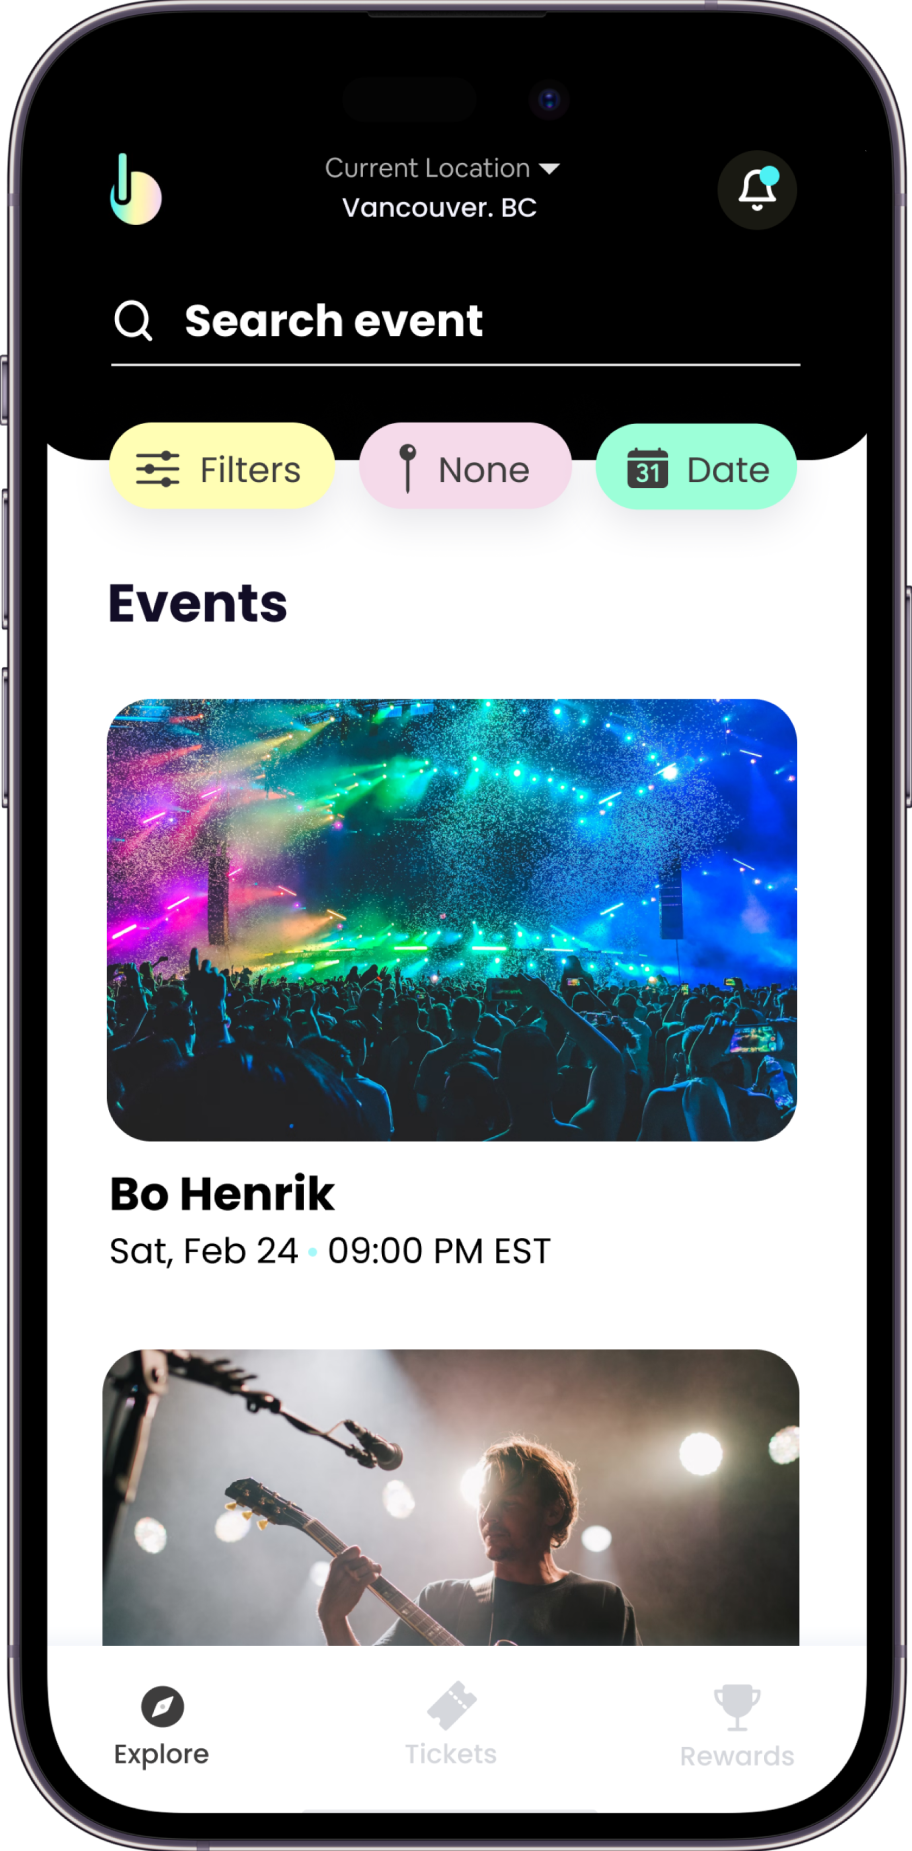 Current Location
Vancouver. BC
Search event
Filters
None
31
Date
Events
Bo Henrik
Sat, Feb 24 • 09:00 PM EST
Explore
Tickets
Rewards